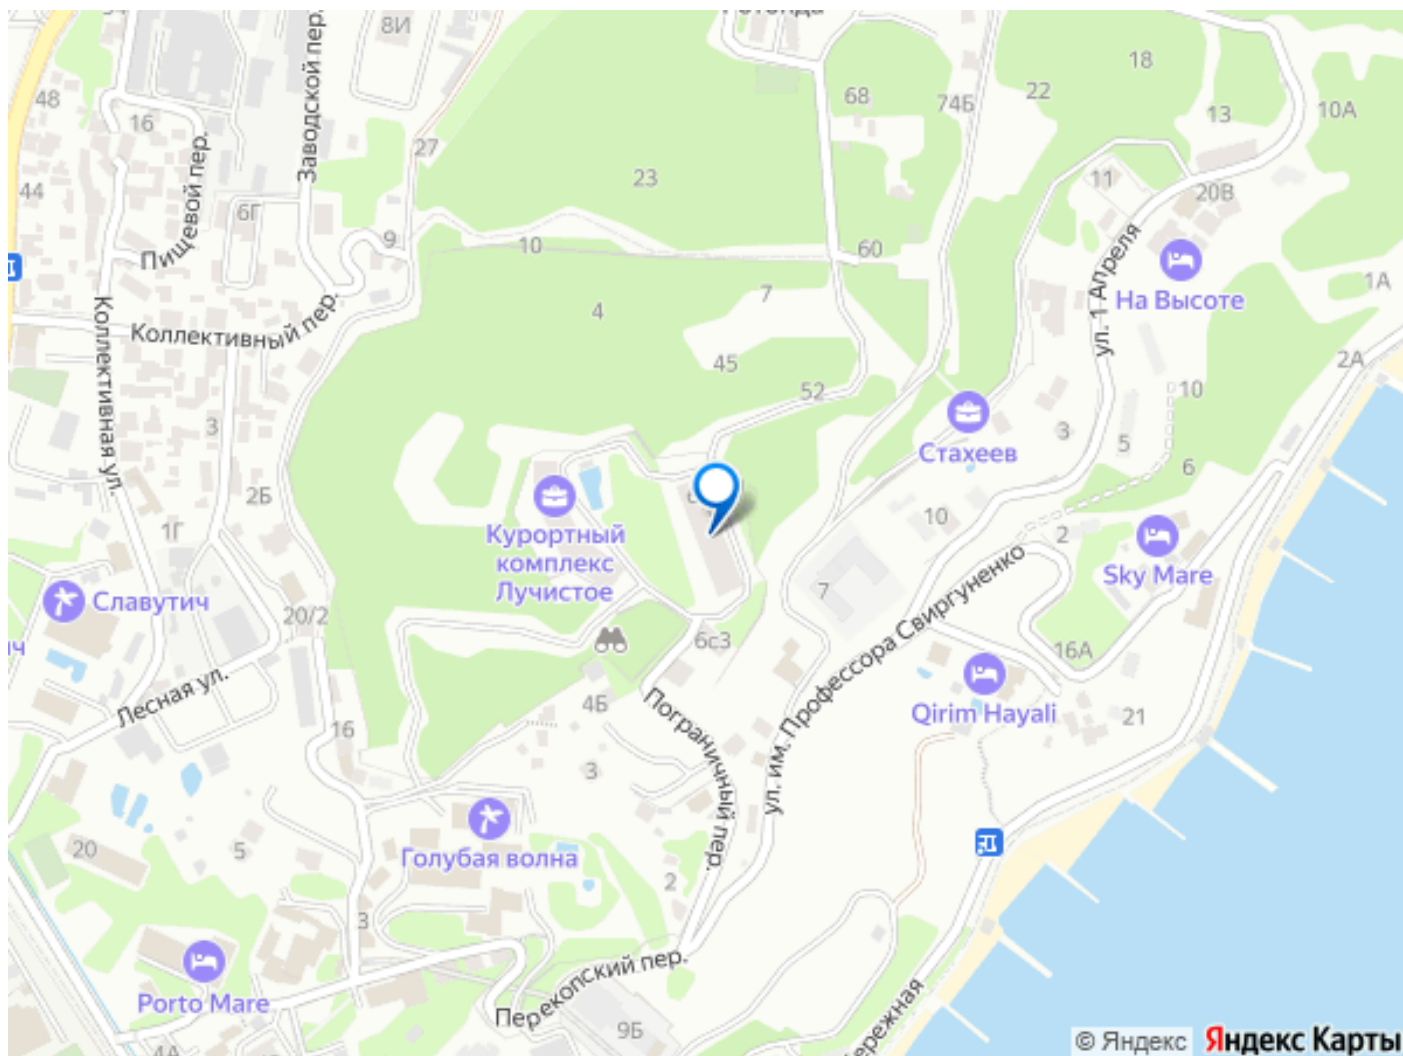 8И
Заводской пер.
48
16
Пищевой пер.
44
6Г
27
9
10
23
68
74Б
22
18
13
10А
11
20В
60
7
4
45
52
ул. 1 Апреля
На Высоте
1А
2А
Коллективный пер.
Коллективная ул.
3
2Б
1Г
Стахеев
3
5
10
6
10
2
Курортный
комплекс
Лучистое
Sky Mare
7
ул. им. Профессора Свиргуненко
Славутич
20/2
6с3
16А
Лесная ул.
4Б
Пограничный пер.
Qirim Hayali
21
16
3
20
5
Голубая волна
2
3
Porto Mare
Перекопский пер.
9Б
4А
© Яндекс
Яндекс Карты